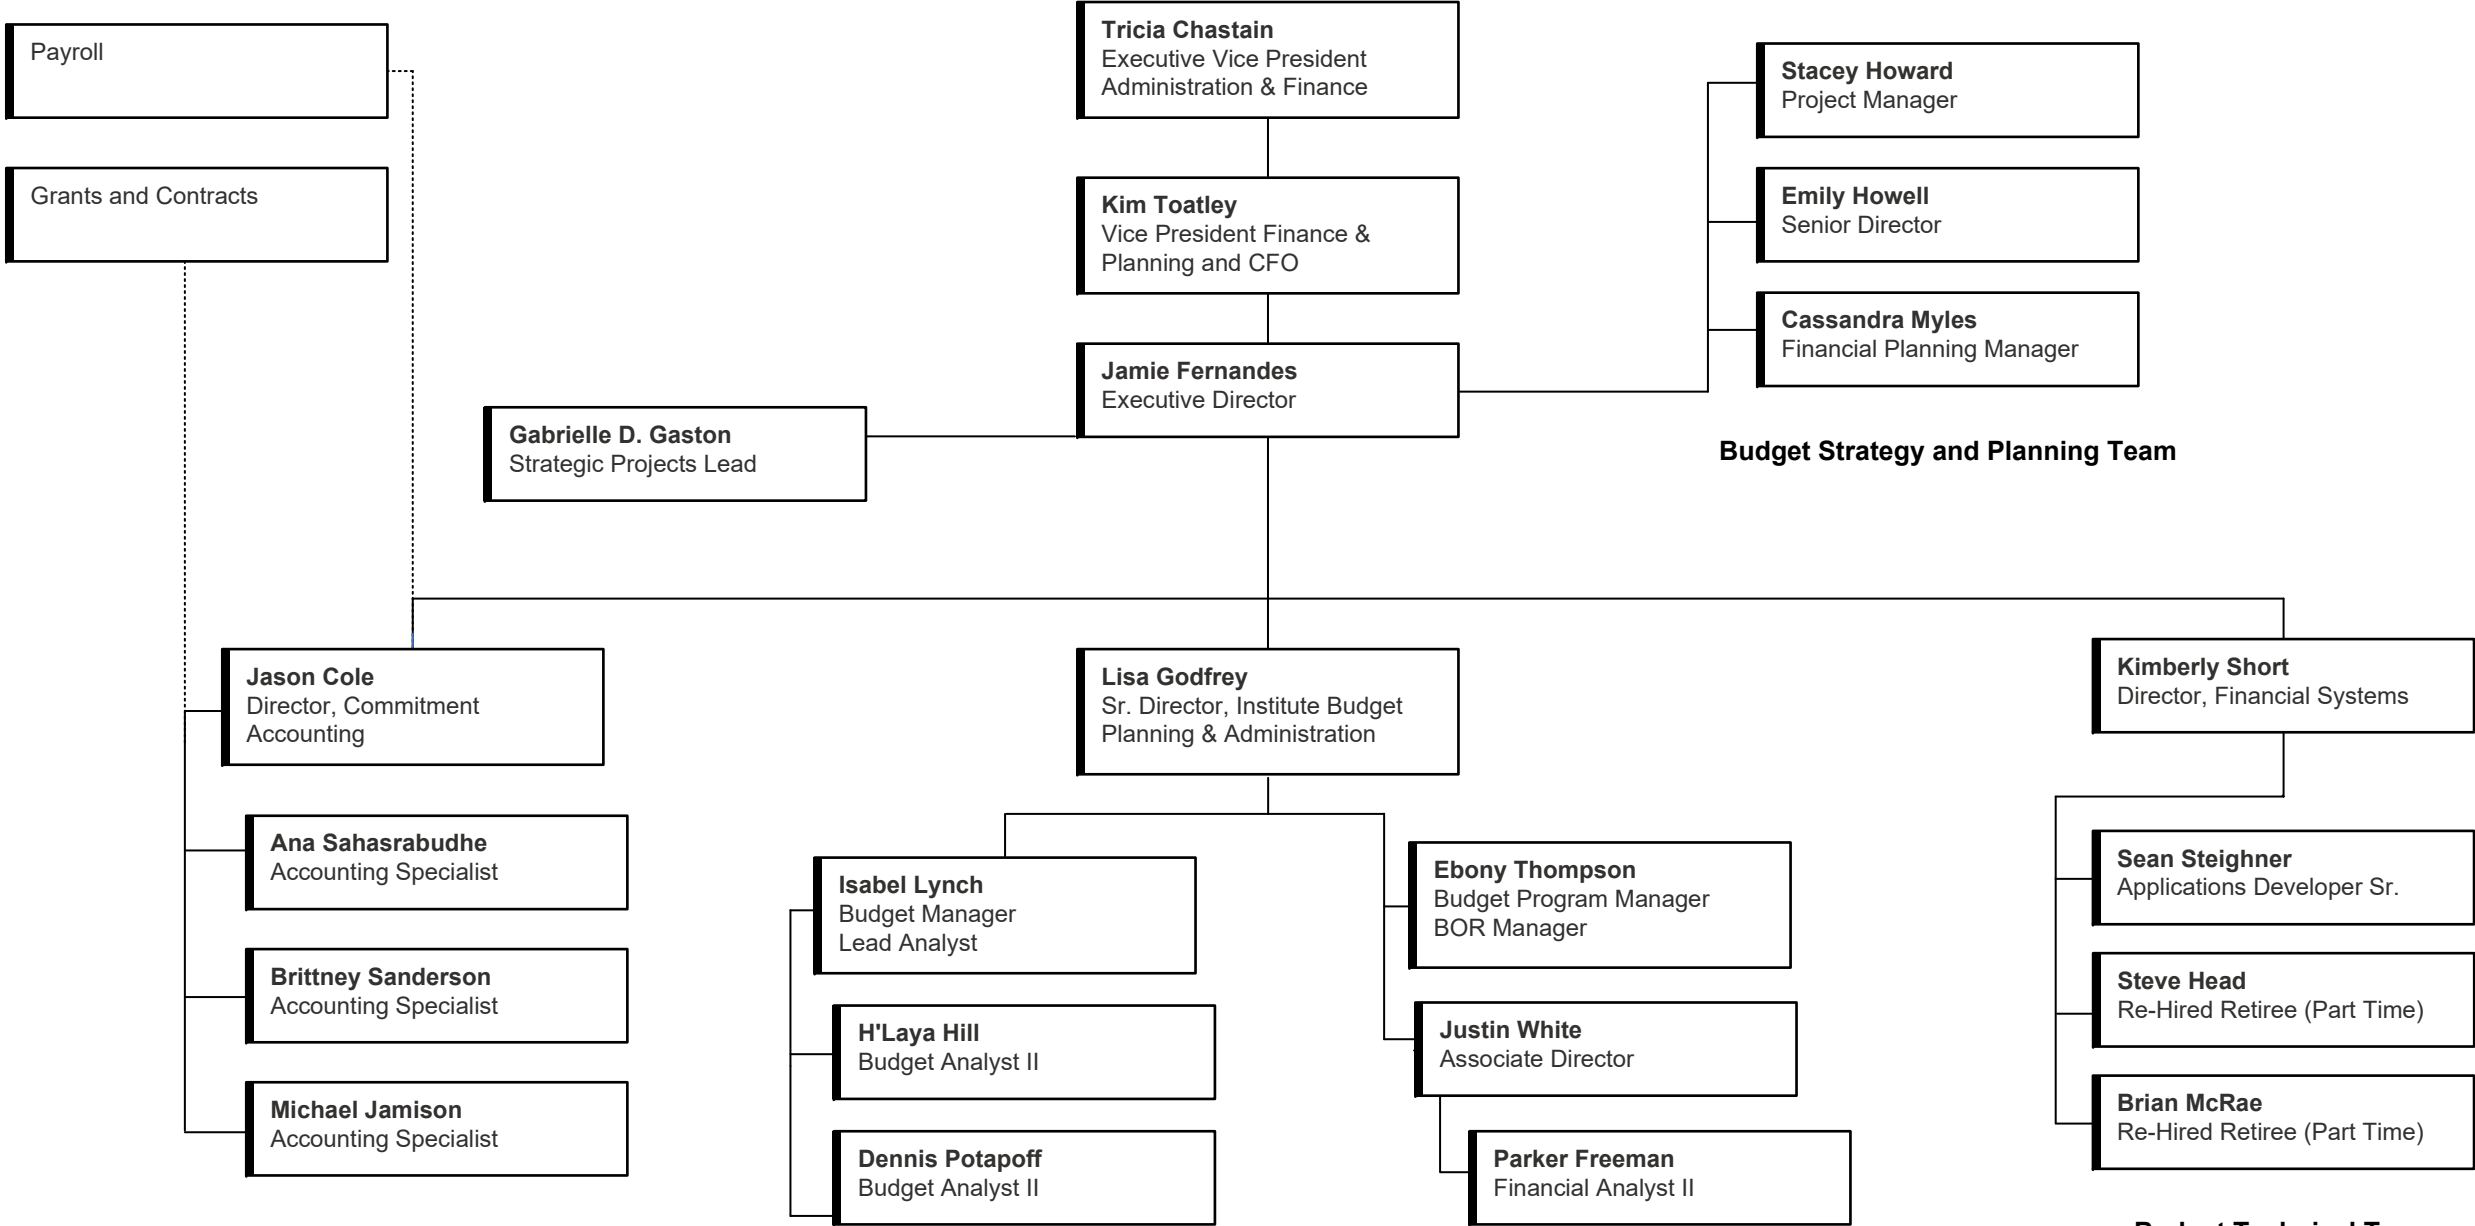 Payroll
Grants and Contracts
Tricia Chastain
Executive Vice President
Administration & Finance
Kim Toatley
Vice President Finance &
Planning and CFO
Jamie Fernandes
Executive Director
Gabrielle D. Gaston
Strategic Projects Lead
Stacey Howard
Project Manager
Emily Howell
Senior Director
Cassandra Myles
Financial Planning Manager
Budget Strategy and Planning Team
Jason Cole
Director, Commitment
Accounting
Ana Sahasrabudhe
Accounting Specialist
Brittney Sanderson
Accounting Specialist
Michael Jamison
Accounting Specialist
Lisa Godfrey
Sr. Director, Institute Budget
Planning & Administration
Isabel Lynch
Budget Manager
Lead Analyst
H'Laya Hill
Budget Analyst II
Dennis Potapoff
Budget Analyst II
Ebony Thompson
Budget Program Manager
BOR Manager
Justin White
Associate Director
Parker Freeman
Financial Analyst II
Kimberly Short
Director, Financial Systems
Sean Steighner
Applications Developer Sr.
Steve Head
Re-Hired Retiree (Part Time)
Brian McRae
Re-Hired Retiree (Part Time)